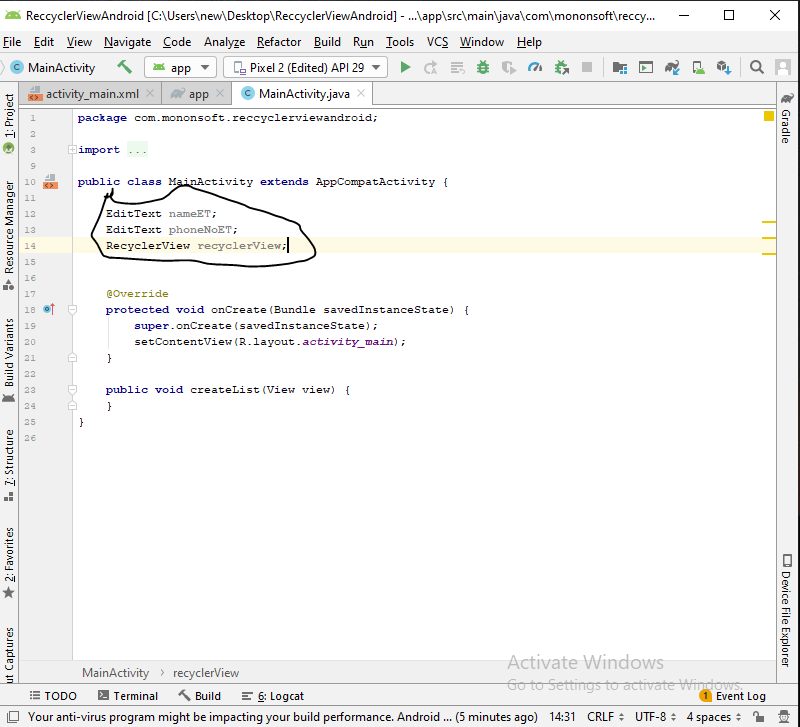 ReccyclerViewAndroid [C:\Users\new\Desktop\ReccyclerViewAndroid] - ...\app\src\main\java\com\mononsoft\reccy...
File Edit View Navigate Code Analyze Refactor Build Run Tools VCS Window Help
MainActivity app Pixel 2 (Edited) API 29
activity_main.xml app MainActivity.java
1 package com.mononsoft.reccyclerviewandroid;
2
3 import ...
9
10 public class MainActivity extends AppCompatActivity {
11
12 EditText nameET;
13 EditText phoneNoET;
14 RecyclerView recyclerView;
15
16
17 @Override
18 protected void onCreate(Bundle savedInstanceState) {
19 super.onCreate(savedInstanceState);
20 setContentView(R.layout.activity_main);
21 }
22
23 public void createList(View view) {
24 }
25 }
26
1: Project
Resource Manager
Build Variants
7: Structure
2: Favorites
ut Captures
Gradle
Device File Explorer
Activate Windows
Go to Settings to activate Windows.
MainActivity > recyclerView
TODO Terminal Build 6: Logcat 1 Event Log
Your anti-virus program might be impacting your build performance. Android ... (5 minutes ago) 14:31 CRLF UTF-8 4 spaces